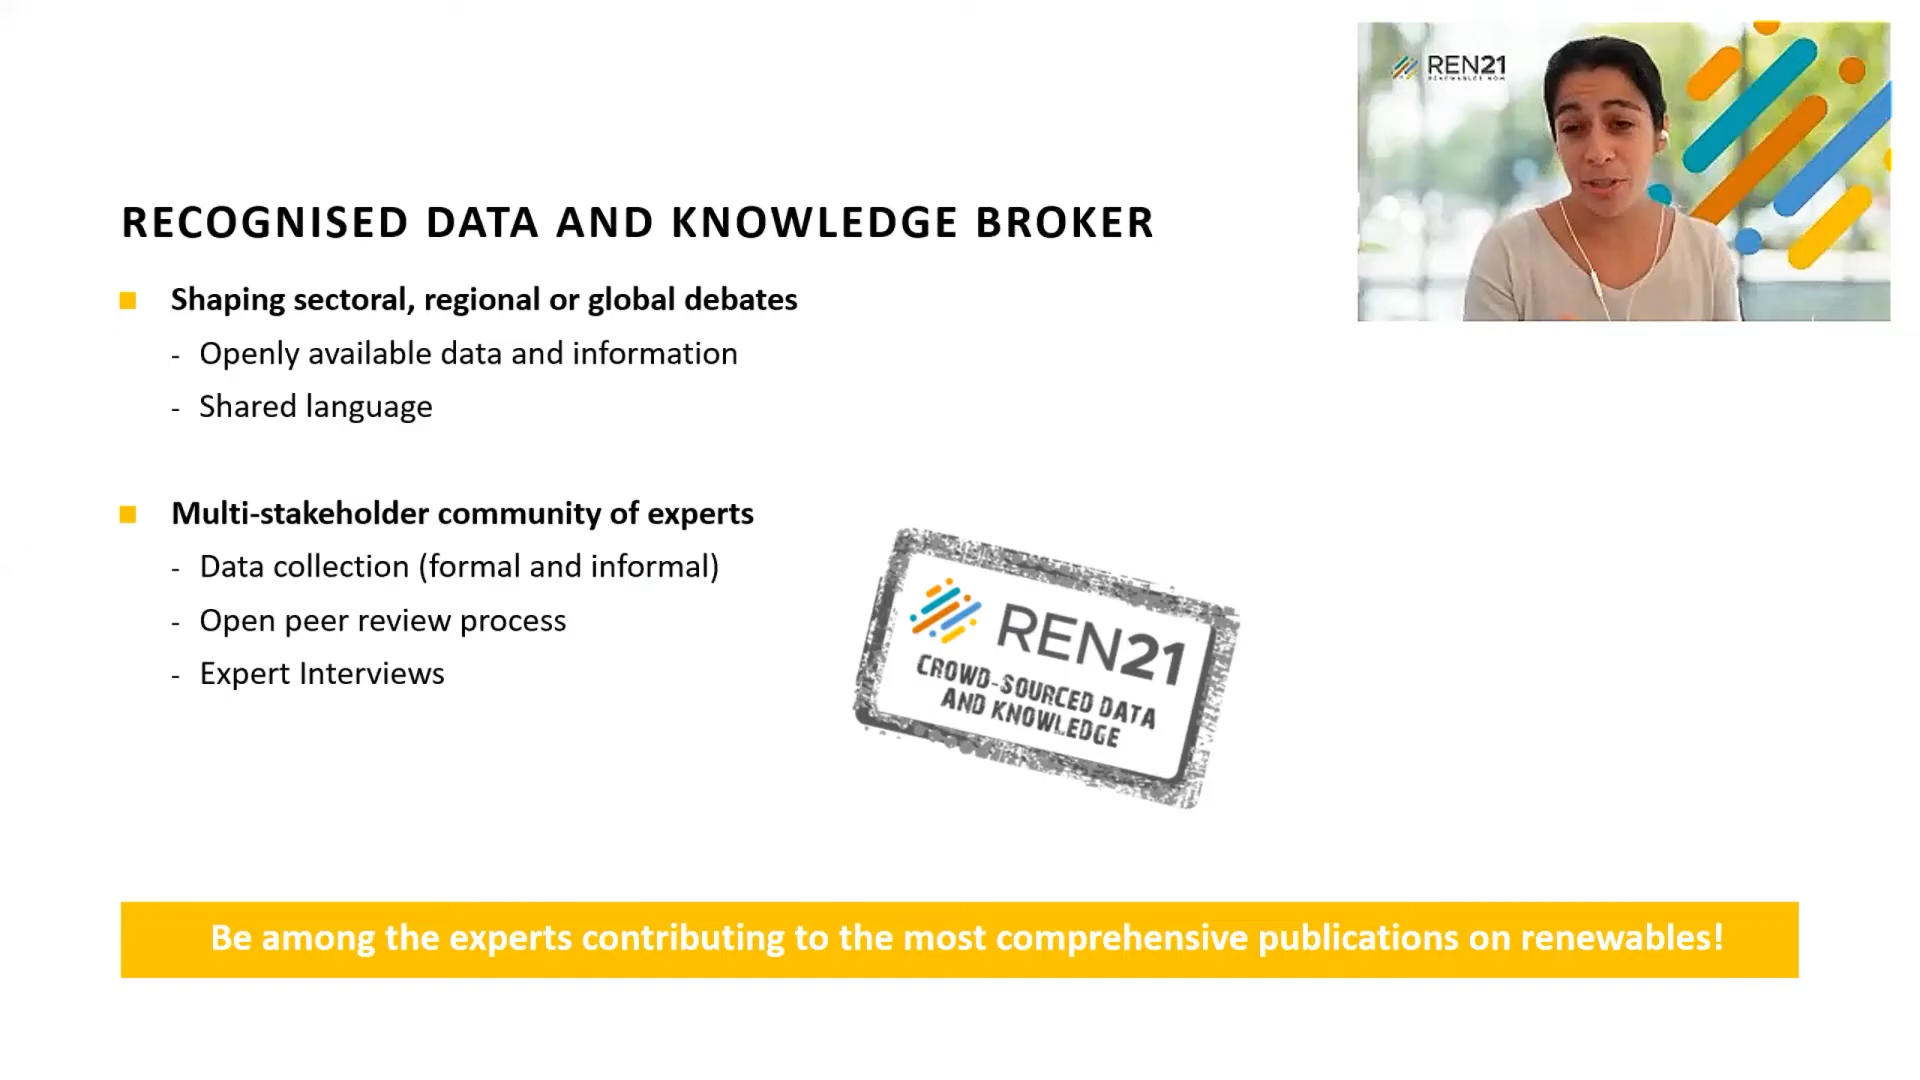 REN21
RENEWABLES NOW
RECOGNISED DATA AND KNOWLEDGE BROKER
Shaping sectoral, regional or global debates
- Openly available data and information
- Shared language
Multi-stakeholder community of experts
- Data collection (formal and informal)
- Open peer review process
- Expert Interviews
REN21
CROWD-SOURCED DATA
AND KNOWLEDGE
Be among the experts contributing to the most comprehensive publications on renewables!